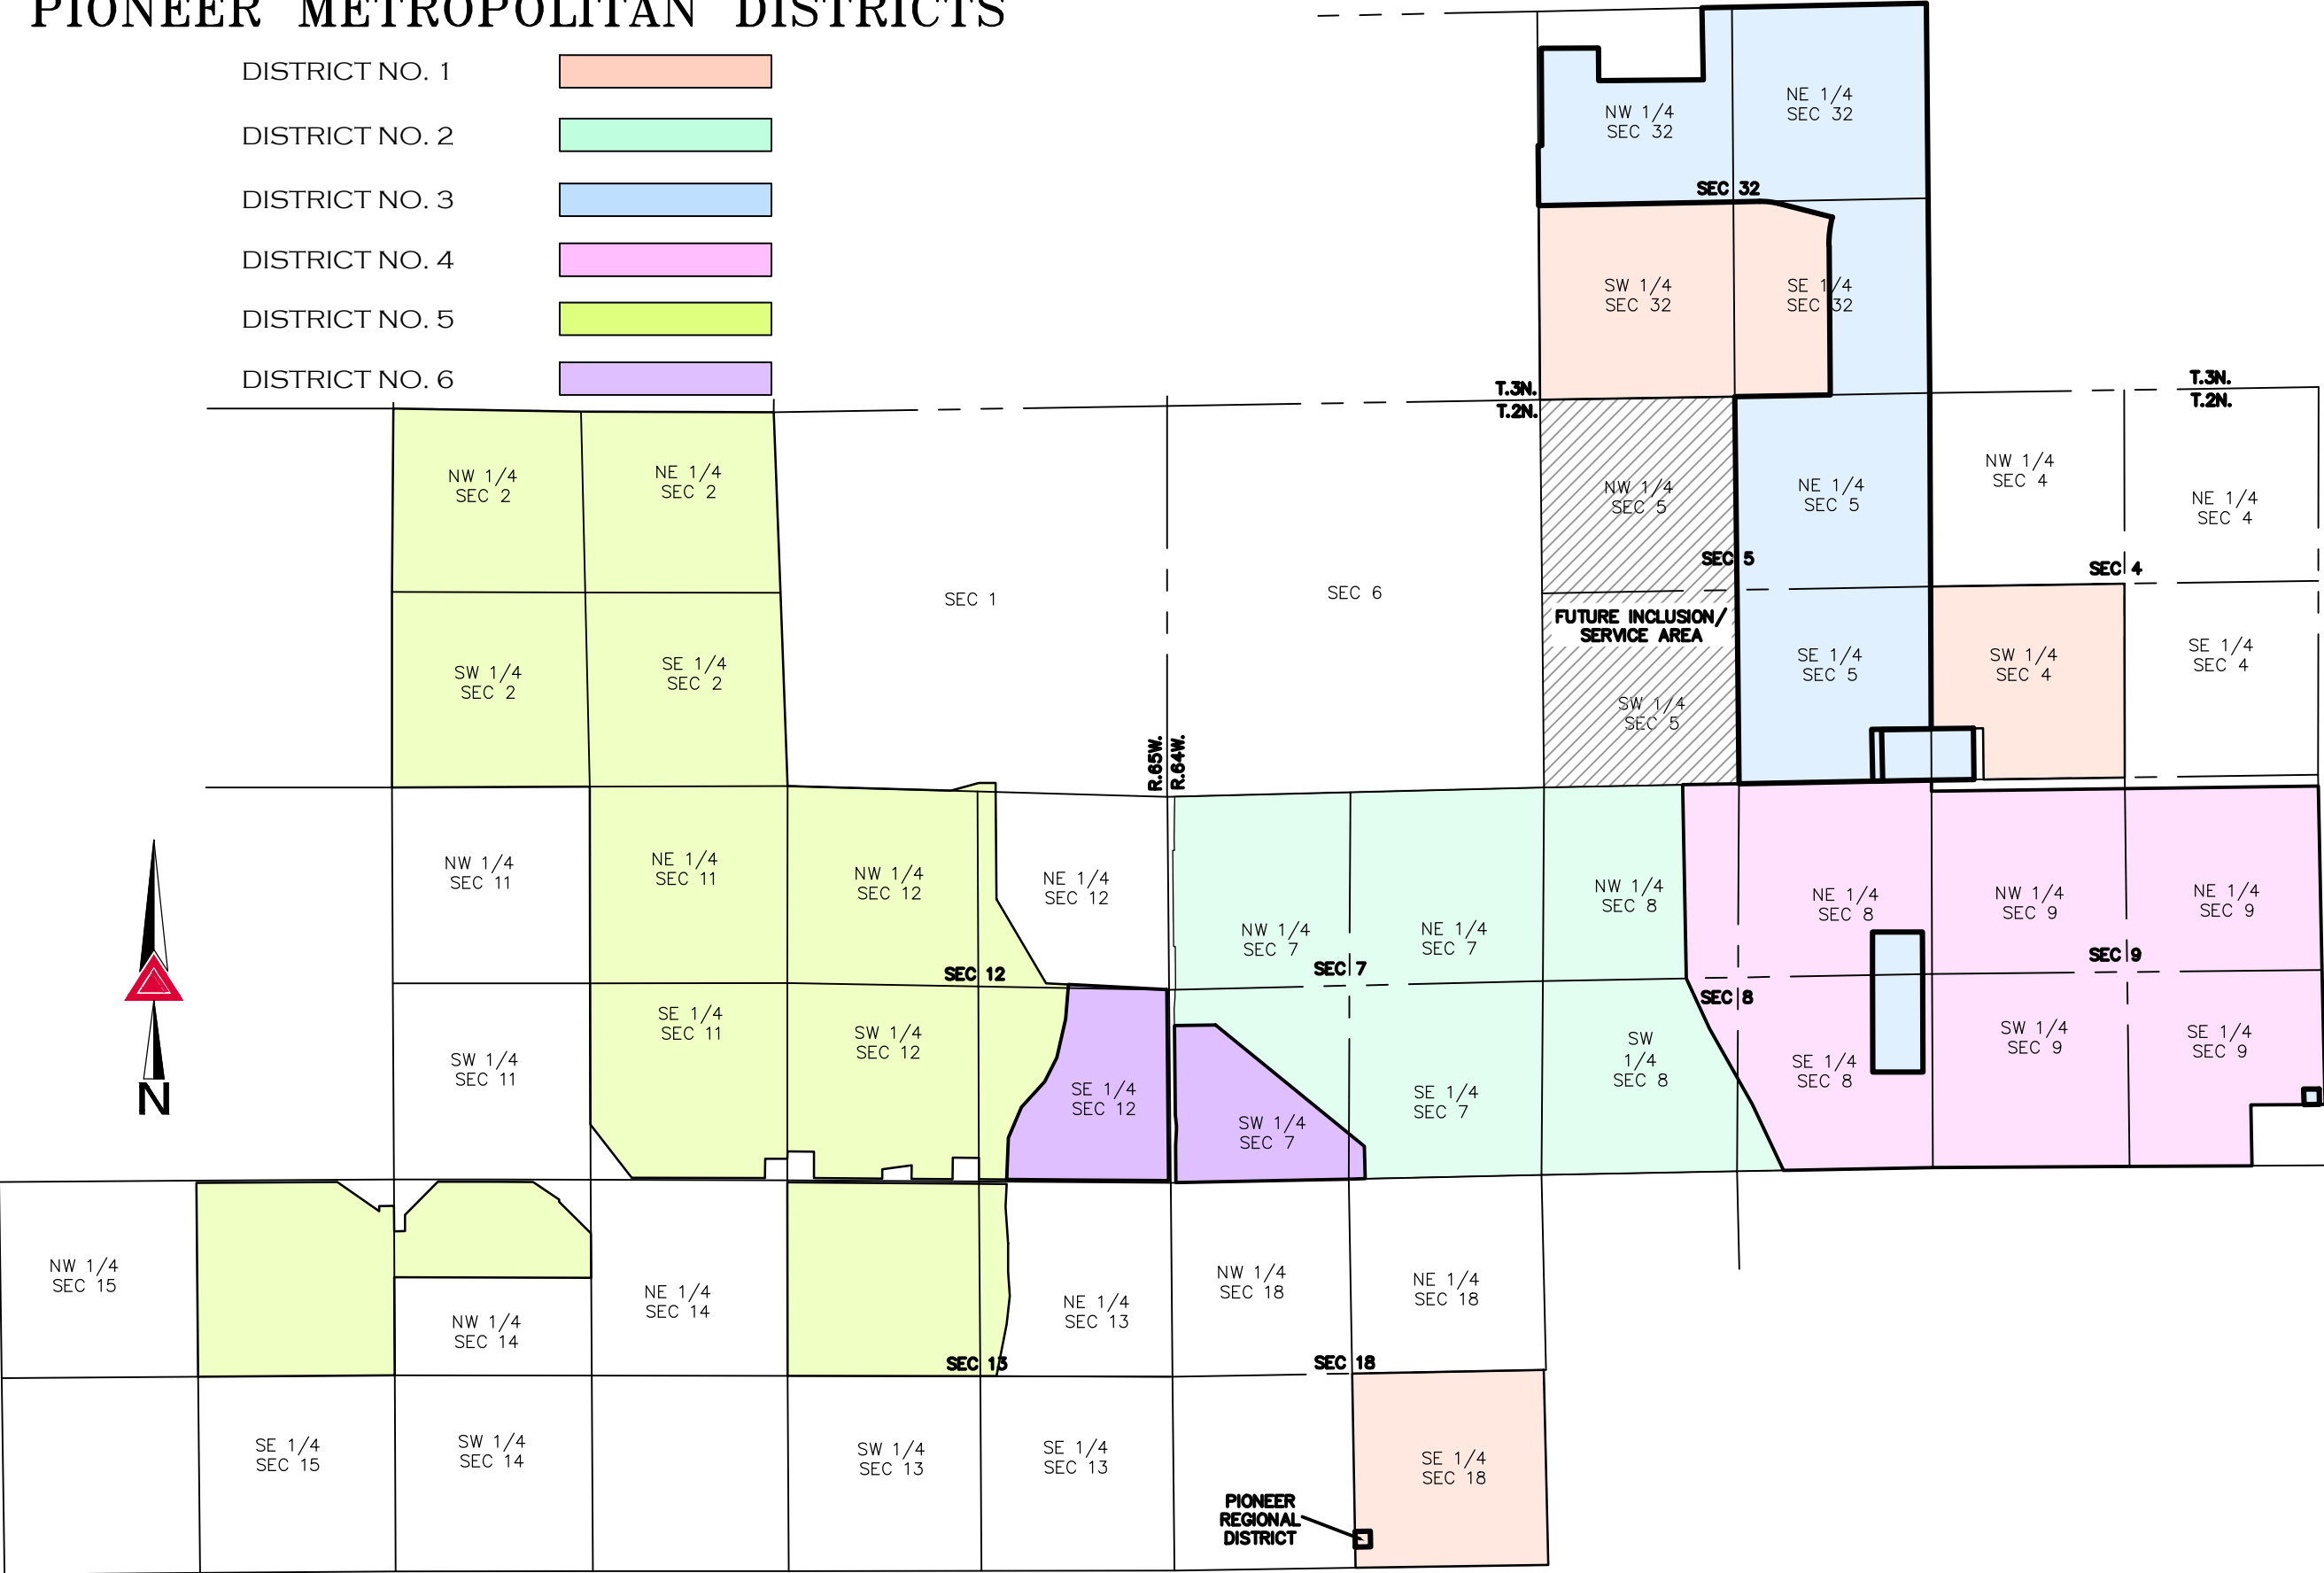 PIONEER METROPOLITAN DISTRICTS
DISTRICT NO. 1
DISTRICT NO. 2
DISTRICT NO. 3
DISTRICT NO. 4
DISTRICT NO. 5
DISTRICT NO. 6
NW 1/4
SEC 32
NE 1/4
SEC 32
SEC 32
SW 1/4
SEC 32
SE 1/4
SEC 32
T.3N.
T.2N.
T.3N.
T.2N.
NW 1/4
SEC 2
NE 1/4
SEC 2
SW 1/4
SEC 2
SE 1/4
SEC 2
SEC 1
SEC 6
R.65W.
R.64W.
NW 1/4
SEC 5
NE 1/4
SEC 5
SEC 5
FUTURE INCLUSION/
SERVICE AREA
SW 1/4
SEC 5
SE 1/4
SEC 5
NW 1/4
SEC 4
NE 1/4
SEC 4
SEC 4
SW 1/4
SEC 4
SE 1/4
SEC 4
NW 1/4
SEC 11
NE 1/4
SEC 11
SW 1/4
SEC 11
SE 1/4
SEC 11
NW 1/4
SEC 12
NE 1/4
SEC 12
SEC 12
SW 1/4
SEC 12
SE 1/4
SEC 12
NW 1/4
SEC 7
NE 1/4
SEC 7
SEC 7
SW 1/4
SEC 7
SE 1/4
SEC 7
NW 1/4
SEC 8
NE 1/4
SEC 8
SEC 8
SW
1/4
SEC 8
SE 1/4
SEC 8
NW 1/4
SEC 9
NE 1/4
SEC 9
SEC 9
SW 1/4
SEC 9
SE 1/4
SEC 9
N
NW 1/4
SEC 15
SE 1/4
SEC 15
NW 1/4
SEC 14
NE 1/4
SEC 14
SW 1/4
SEC 14
NE 1/4
SEC 13
SEC 13
SW 1/4
SEC 13
SE 1/4
SEC 13
NW 1/4
SEC 18
NE 1/4
SEC 18
SEC 18
SE 1/4
SEC 18
PIONEER
REGIONAL
DISTRICT